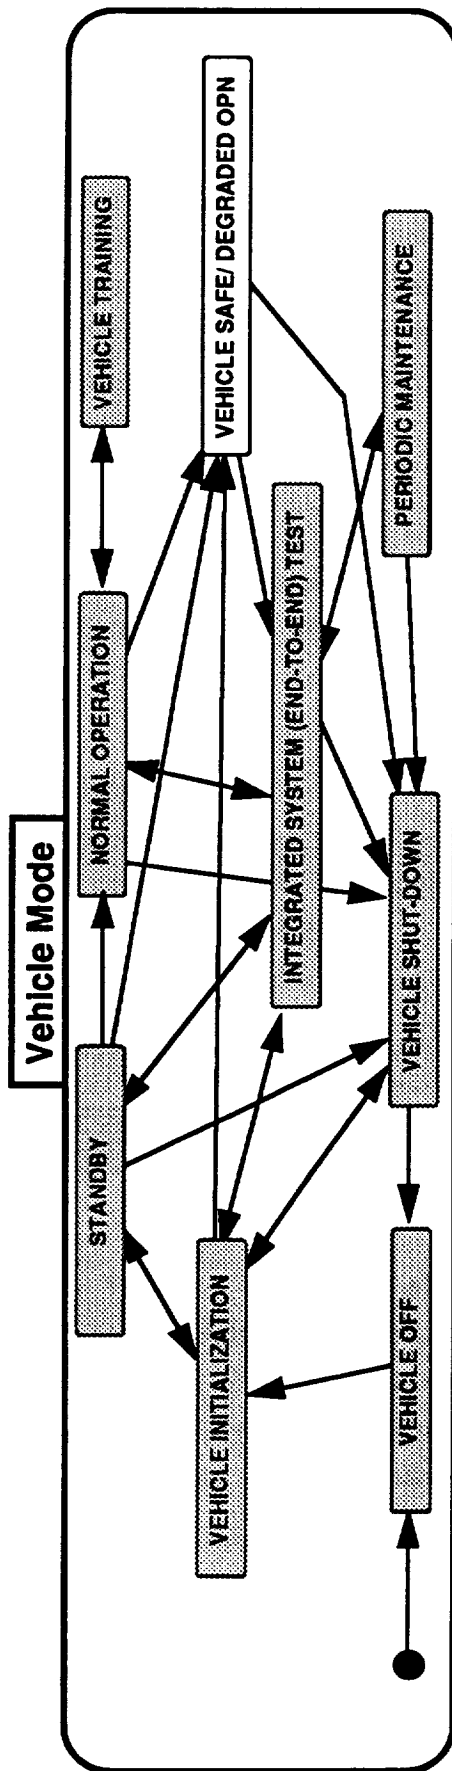 Vehicle Mode
STANDBY
NORMAL OPERATION
VEHICLE TRAINING
VEHICLE INITIALIZATION
VEHICLE SAFE/ DEGRADED OPN
INTEGRATED SYSTEM (END-TO-END) TEST
VEHICLE OFF
VEHICLE SHUT-DOWN
PERIODIC MAINTENANCE